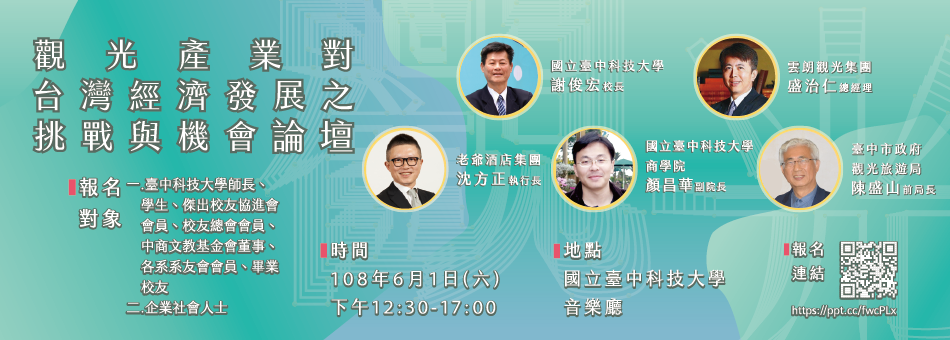 觀光產業對
台灣經濟發展之
挑戰與機會論壇
國立臺中科技大學
謝俊宏校長
雲朗觀光集團
盛治仁總經理
老爺酒店集團
沈方正執行長
國立臺中科技大學
商學院
顏昌華副院長
臺中市政府
觀光旅遊局
陳盛山前局長
報名
對象
一.臺中科技大學師長、
學生、傑出校友協進會
會員、校友總會會員、
中商文教基金會董事、
各系系友會會員、畢業
校友
二.企業社會人士
時間
108年6月1日(六)
下午12:30-17:00
地點
國立臺中科技大學
音樂廳
報名
連結
https://ppt.cc/fwcPLx